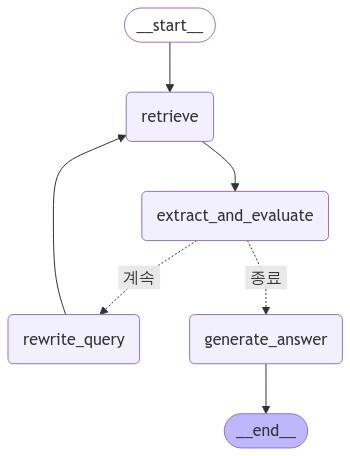 __start__
retrieve
extract_and_evaluate
계속
종료
rewrite_query
generate_answer
__end__